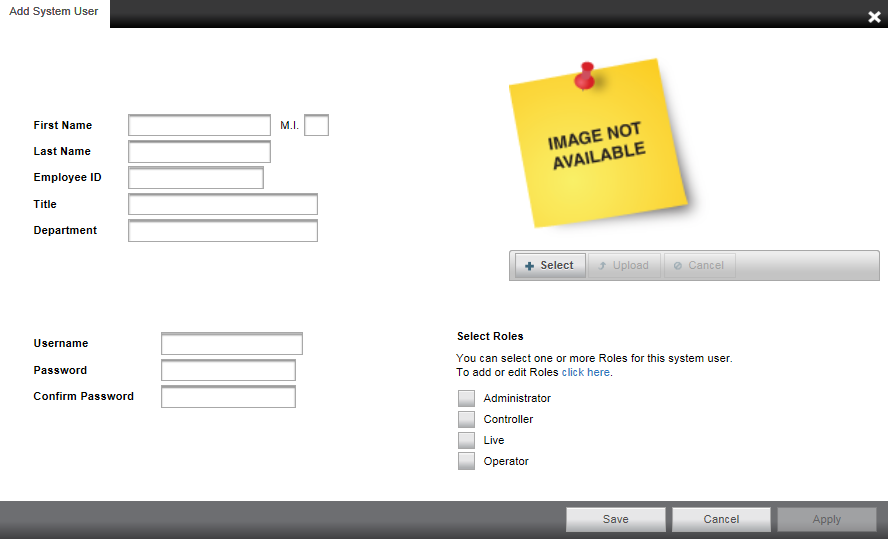 Add System User
First Name
M.I.
Last Name
Employee ID
Title
Department
IMAGE NOT
AVAILABLE
Select
Upload
Cancel
Username
Password
Confirm Password
Select Roles
You can select one or more Roles for this system user.
To add or edit Roles click here.
Administrator
Controller
Live
Operator
Save
Cancel
Apply